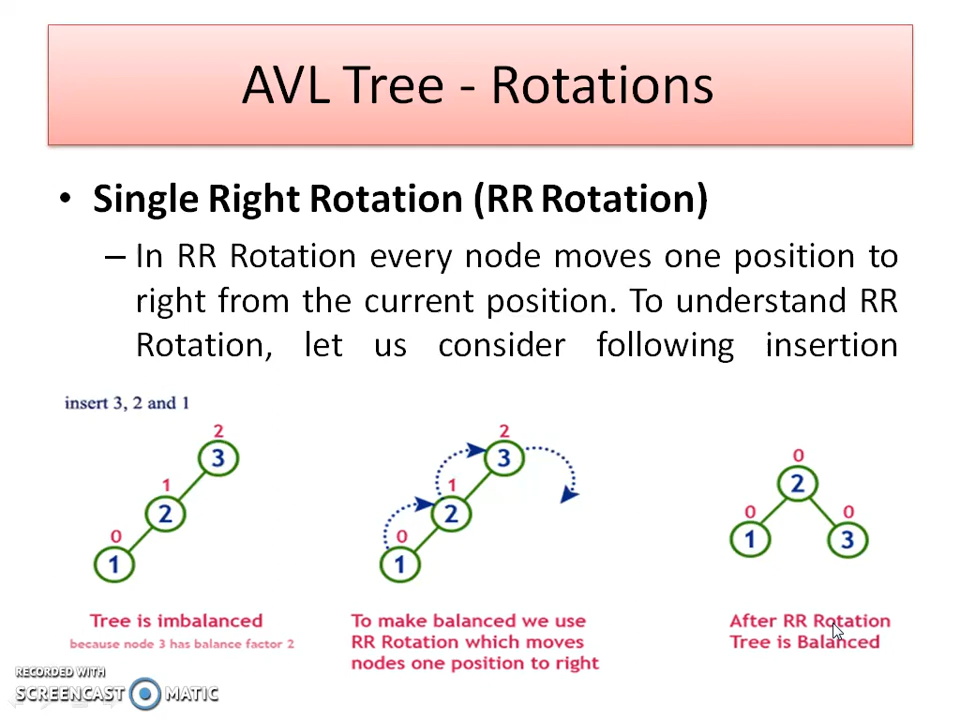 AVL Tree - Rotations
• Single Right Rotation (RR Rotation)
– In RR Rotation every node moves one position to
right from the current position. To understand RR
Rotation, let us consider following insertion
insert 3, 2 and 1
2
3
1
2
0
1
2
3
1
2
0
1
0
2
0
1
0
3
Tree is imbalanced
because node 3 has balance factor 2
To make balanced we use
RR Rotation which moves
nodes one position to right
After RR Rotation
Tree is Balanced
RECORDED WITH
SCREENCAST MATIC